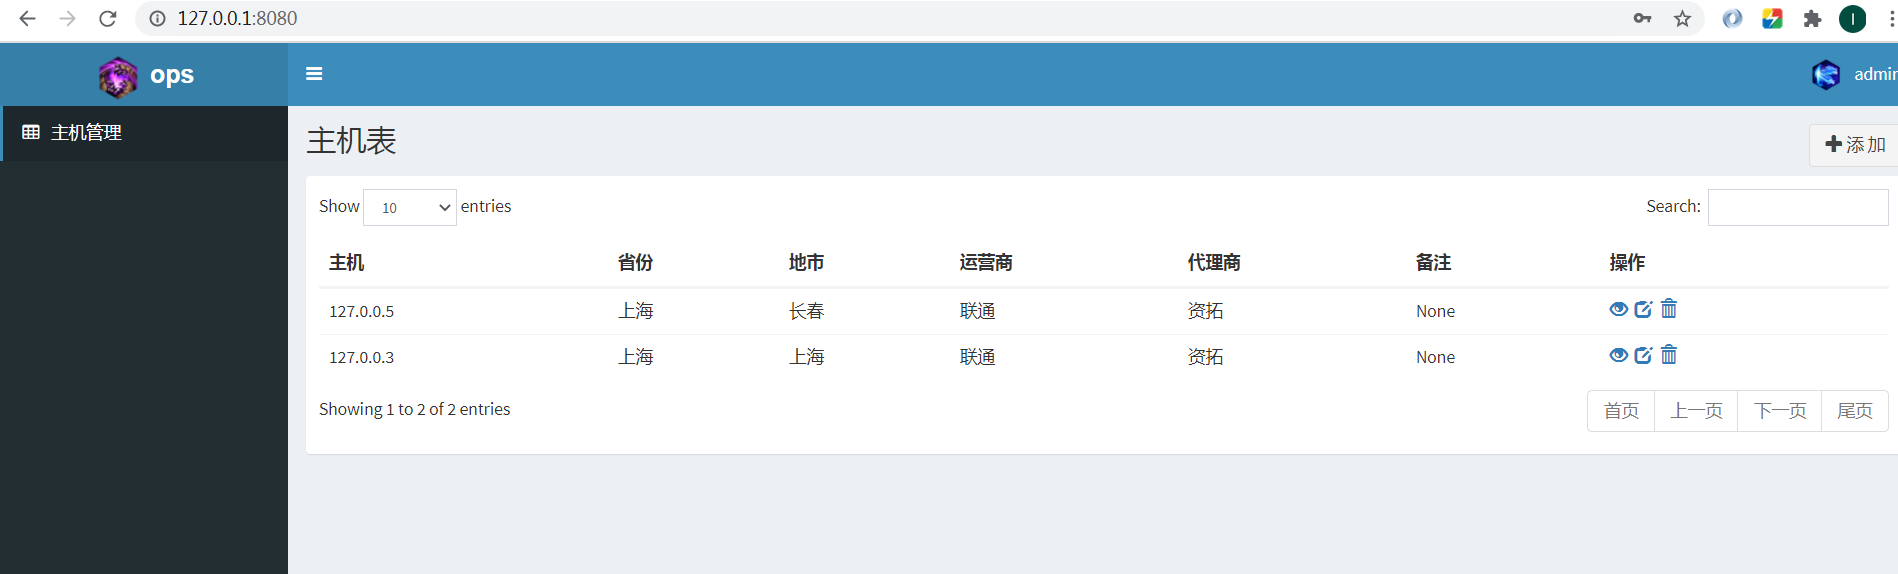 127.0.0.1:8080
I
ops
admin
主机管理
主机表
添加
Show 10 entries
Search:
主机 省份 地市 运营商 代理商 备注 操作
127.0.0.5 上海 长春 联通 资拓 None
127.0.0.3 上海 上海 联通 资拓 None
Showing 1 to 2 of 2 entries
首页 上一页 下一页 尾页